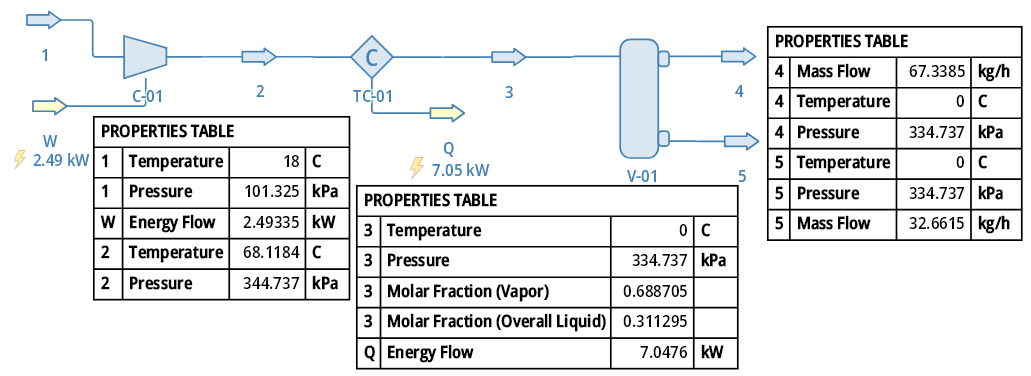 1
C-01
W
2.49 kW
2
C
TC-01
Q
7.05 kW
3
V-01
4
5
PROPERTIES TABLE
1 Temperature 18 C
1 Pressure 101.325 kPa
W Energy Flow 2.49335 kW
2 Temperature 68.1184 C
2 Pressure 344.737 kPa
PROPERTIES TABLE
3 Temperature 0 C
3 Pressure 334.737 kPa
3 Molar Fraction (Vapor) 0.688705
3 Molar Fraction (Overall Liquid) 0.311295
Q Energy Flow 7.0476 kW
PROPERTIES TABLE
4 Mass Flow 67.3385 kg/h
4 Temperature 0 C
4 Pressure 334.737 kPa
5 Temperature 0 C
5 Pressure 334.737 kPa
5 Mass Flow 32.6615 kg/h